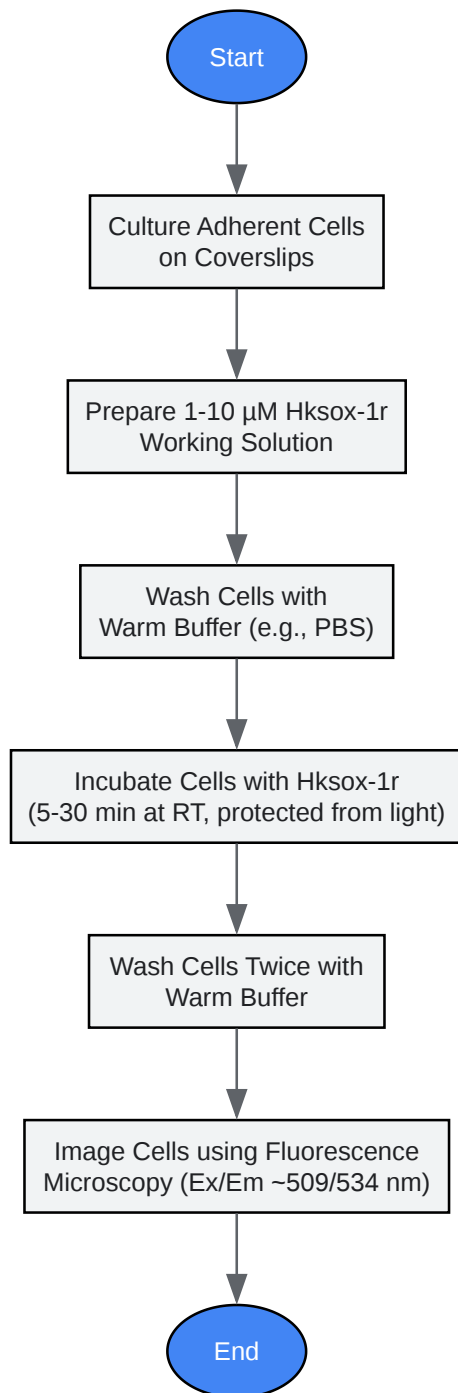 Start
Culture Adherent Cells
on Coverslips
Prepare 1-10 µM Hksox-1r
Working Solution
Wash Cells with
Warm Buffer (e.g., PBS)
Incubate Cells with Hksox-1r
(5-30 min at RT, protected from light)
Wash Cells Twice with
Warm Buffer
Image Cells using Fluorescence
Microscopy (Ex/Em ~509/534 nm)
End